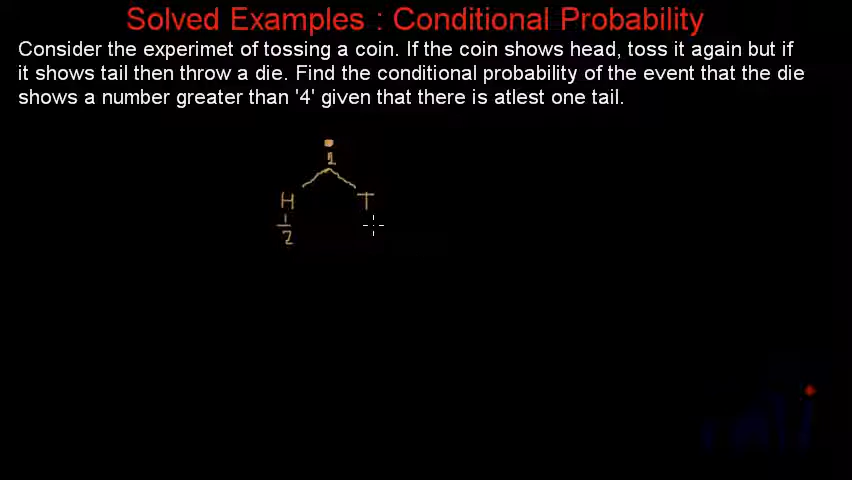 Solved Examples : Conditional Probability
Consider the experimet of tossing a coin. If the coin shows head, toss it again but if
it shows tail then throw a die. Find the conditional probability of the event that the die
shows a number greater than '4' given that there is atlest one tail.
1
H T
1
2